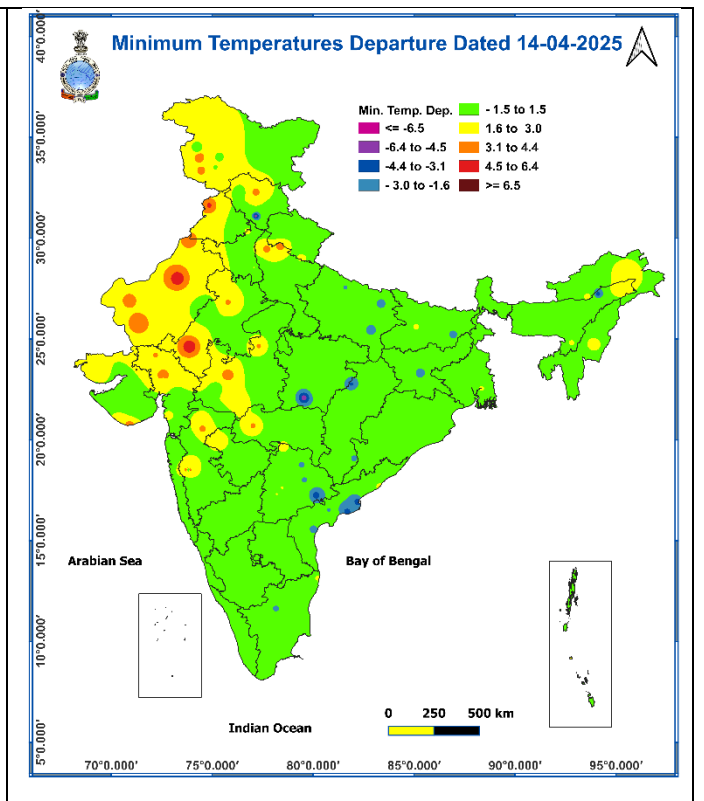 Minimum Temperatures Departure Dated 14-04-2025
Min. Temp. Dep.
<= -6.5
-6.4 to -4.5
-4.4 to -3.1
- 3.0 to -1.6
- 1.5 to 1.5
1.6 to 3.0
3.1 to 4.4
4.5 to 6.4
>= 6.5
40°0.000'
35°0.000'
30°0.000'
25°0.000'
20°0.000'
15°0.000'
10°0.000'
5°0.000'
Arabian Sea
Bay of Bengal
Indian Ocean
0 250 500 km
70°0.000' 75°0.000' 80°0.000' 85°0.000' 90°0.000' 95°0.000'